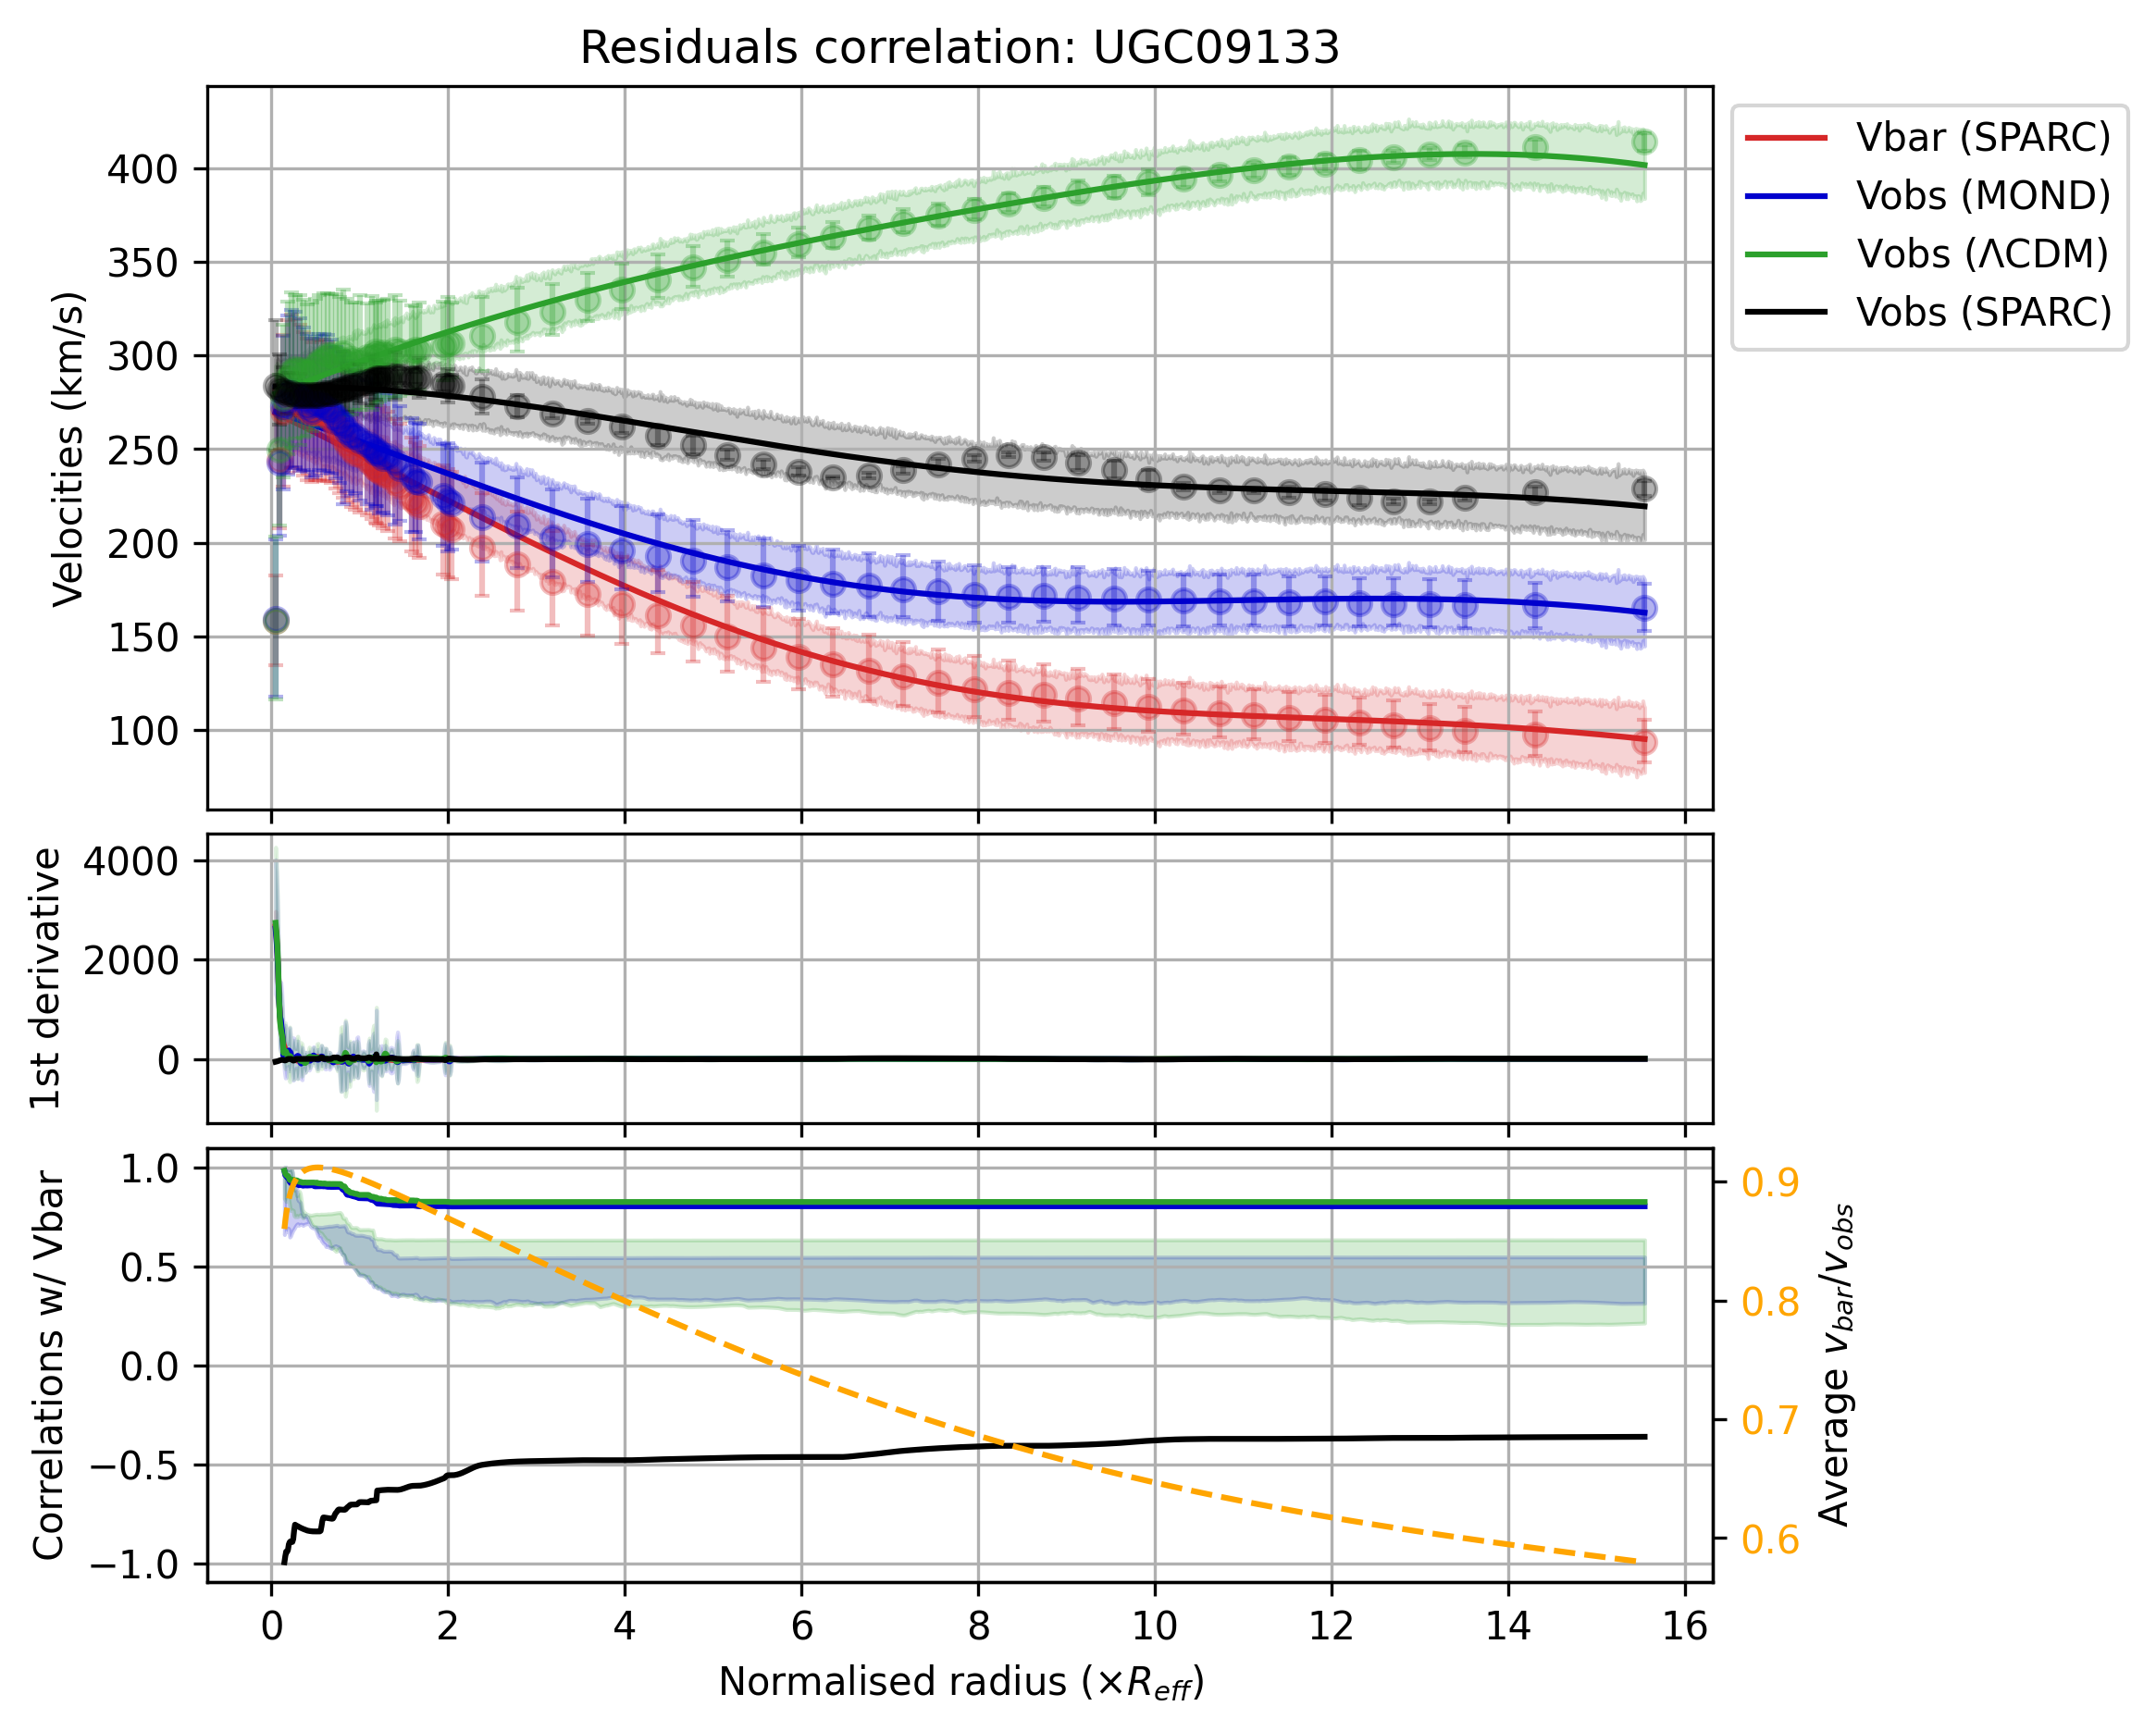 Residuals correlation: UGC09133
Velocities (km/s)
400
350
300
250
200
150
100
Vbar (SPARC)
Vobs (MOND)
Vobs (ΛCDM)
Vobs (SPARC)
1st derivative
4000
2000
0
Correlations w/ Vbar
1.0
0.5
0.0
−0.5
−1.0
0.9
0.8
0.7
0.6
Average v_{bar}/v_{obs}
0 2 4 6 8 10 12 14 16
Normalised radius (×R_{eff})